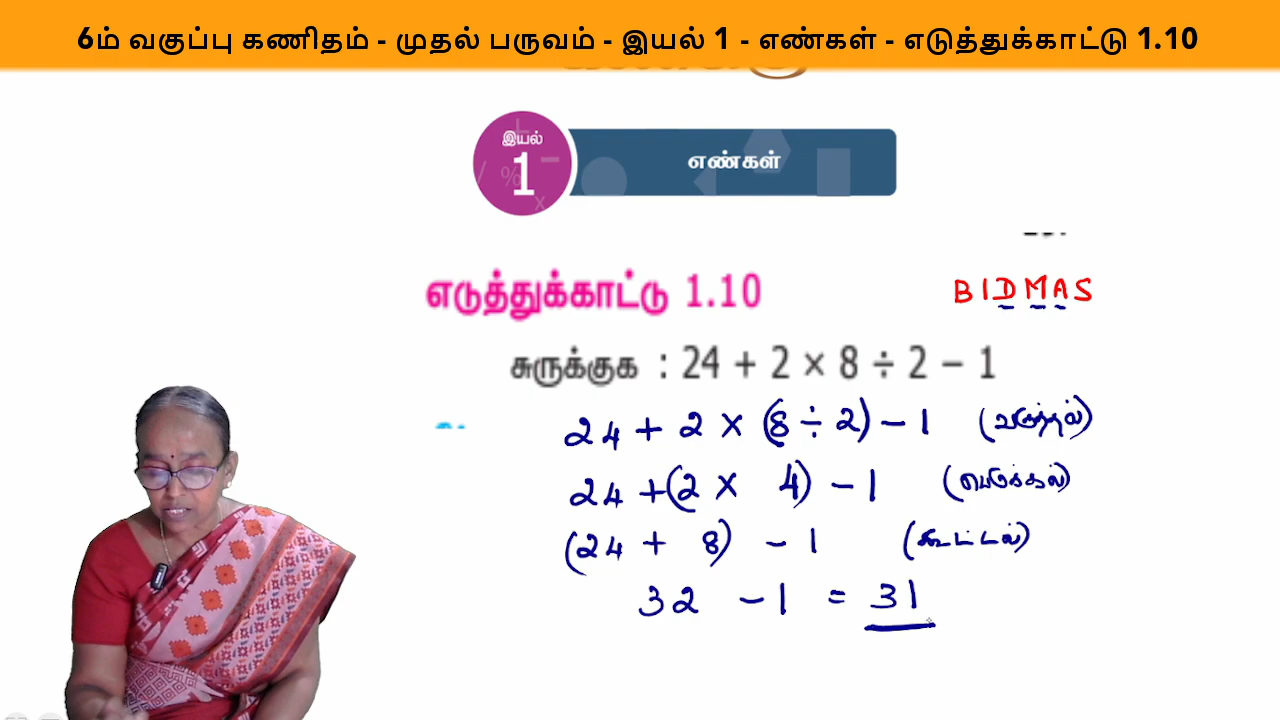 6ம் வகுப்பு கணிதம் - முதல் பருவம் - இயல் 1 - எண்கள் - எடுத்துக்காட்டு 1.10
இயல்
1
எண்கள்
எடுத்துக்காட்டு 1.10
BIDMAS
சுருக்குக : 24 + 2 × 8 ÷ 2 − 1
24 + 2 × (8 ÷ 2) − 1 (வகுத்தல்)
24 + (2 × 4) − 1 (பெருக்கல்)
(24 + 8) − 1 (கூட்டல்)
32 − 1 = 31